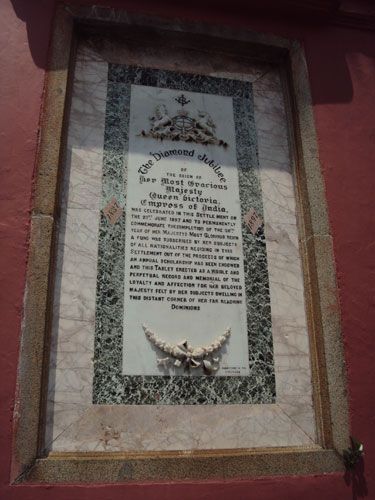 The Diamond Jubilee
OF
THE REIGN OF
Her Most Gracious
Majesty
Queen Victoria,
Empress of India,
WAS CELEBRATED IN THIS SETTLEMENT ON
THE 22ND JUNE 1897 AND TO PERMANENTLY
COMMEMORATE THE COMPLETION OF THE 60TH
YEAR OF HER MAJESTY'S MOST GLORIOUS REIGN
A FUND WAS SUBSCRIBED BY HER SUBJECTS
OF ALL NATIONALITIES RESIDING IN THIS
SETTLEMENT OUT OF THE PROCEEDS OF WHICH
AN ANNUAL SCHOLARSHIP HAS BEEN ENDOWED
AND THIS TABLET ERECTED AS A VISIBLE AND
PERPETUAL RECORD AND MEMORIAL OF THE
LOYALTY AND AFFECTION FOR HER BELOVED
MAJESTY FELT BY HER SUBJECTS DWELLING IN
THIS DISTANT CORNER OF HER FAR REACHING
DOMINIONS